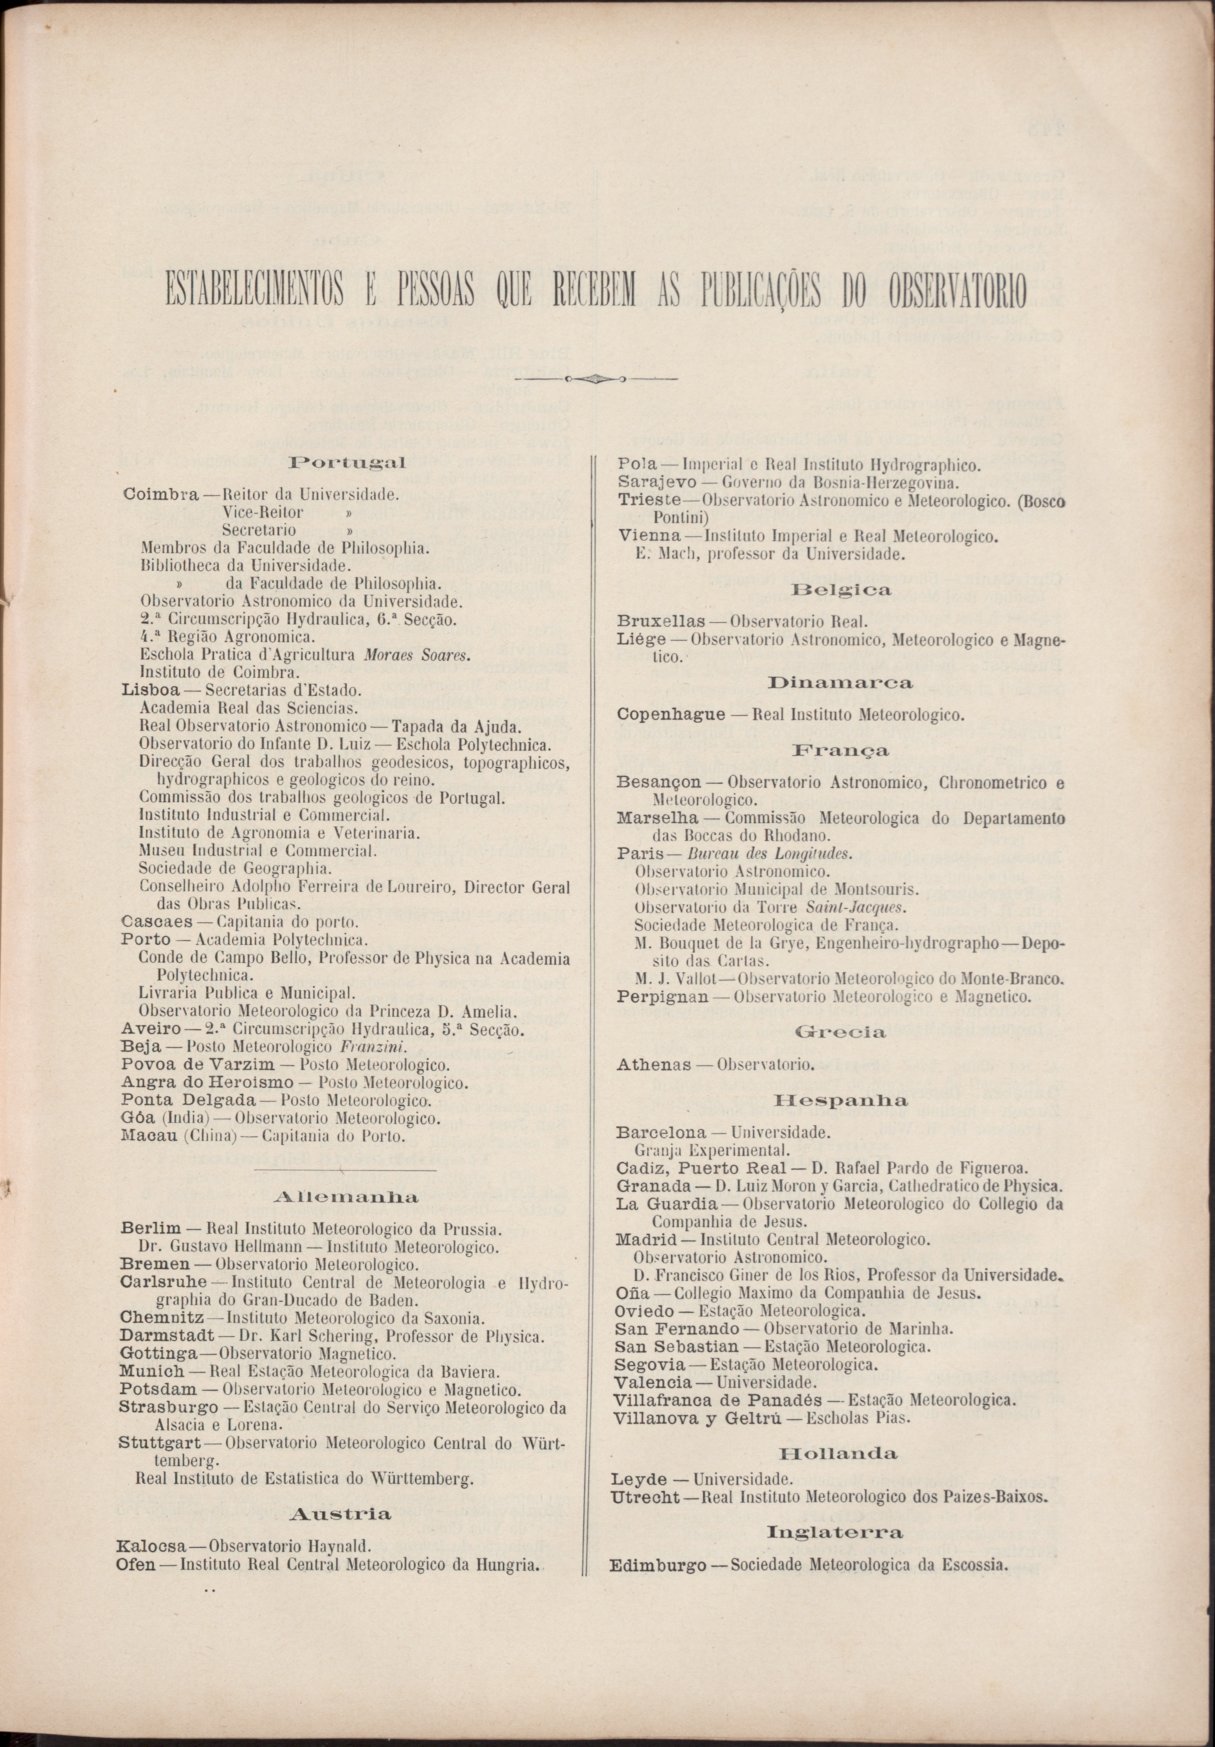 ESTABELECIMENTOS E PESSOAS QUE RECEBEM AS PUBLICAÇÕES DO OBSERVATORIO
Portugal
Coimbra — Reitor da Universidade.
Vice-Reitor »
Secretario »
Membros da Faculdade de Philosophia.
Bibliotheca da Universidade.
» da Faculdade de Philosophia.
Observatorio Astronomico da Universidade.
2.ª Circumscripção Hydraulica, 6.ª Secção.
4.ª Região Agronomica.
Eschola Pratica d'Agricultura Moraes Soares.
Instituto de Coimbra.
Lisboa — Secretarias d'Estado.
Academia Real das Sciencias.
Real Observatorio Astronomico — Tapada da Ajuda.
Observatorio do Infante D. Luiz — Eschola Polytechnica.
Direcção Geral dos trabalhos geodesicos, topographicos,
hydrographicos e geologicos do reino.
Commissão dos trabalhos geologicos de Portugal.
Instituto Industrial e Commercial.
Instituto de Agronomia e Veterinaria.
Museu Industrial e Commercial.
Sociedade de Geographia.
Conselheiro Adolpho Ferreira de Loureiro, Director Geral
das Obras Publicas.
Cascaes — Capitania do porto.
Porto — Academia Polytechnica.
Conde de Campo Bello, Professor de Physica na Academia
Polytechnica.
Livraria Publica e Municipal.
Observatorio Meteorologico da Princeza D. Amelia.
Aveiro — 2.ª Circumscripção Hydraulica, 5.ª Secção.
Beja — Posto Meteorologico Franzini.
Povoa de Varzim — Posto Meteorologico.
Angra do Heroismo — Posto Meteorologico.
Ponta Delgada — Posto Meteorologico.
Gôa (India) — Observatorio Meteorologico.
Macau (China) — Capitania do Porto.
Allemanha
Berlim — Real Instituto Meteorologico da Prussia.
Dr. Gustavo Hellmann — Instituto Meteorologico.
Bremen — Observatorio Meteorologico.
Carlsruhe — Instituto Central de Meteorologia e Hydro-
graphia do Gran-Ducado de Baden.
Chemnitz — Instituto Meteorologico da Saxonia.
Darmstadt — Dr. Karl Schering, Professor de Physica.
Gottinga — Observatorio Magnetico.
Munich — Real Estação Meteorologica da Baviera.
Potsdam — Observatorio Meteorologico e Magnetico.
Strasburgo — Estação Central do Serviço Meteorologico da
Alsacia e Lorena.
Stuttgart — Observatorio Meteorologico Central do Würt-
temberg.
Real Instituto de Estatistica do Württemberg.
Austria
Kalocsa — Observatorio Haynald.
Ofen — Instituto Real Central Meteorologico da Hungria.
Pola — Imperial e Real Instituto Hydrographico.
Sarajevo — Governo da Bosnia-Herzegovina.
Trieste — Observatorio Astronomico e Meteorologico. (Bosco
Pontini)
Vienna — Instituto Imperial e Real Meteorologico.
E. Mach, professor da Universidade.
Belgica
Bruxellas — Observatorio Real.
Liége — Observatorio Astronomico, Meteorologico e Magne-
tico.
Dinamarca
Copenhague — Real Instituto Meteorologico.
França
Besançon — Observatorio Astronomico, Chronometrico e
Meteorologico.
Marselha — Commissão Meteorologica do Departamento
das Boccas do Rhodano.
Paris — Bureau des Longitudes.
Observatorio Astronomico.
Observatorio Municipal de Montsouris.
Observatorio da Torre Saint-Jacques.
Sociedade Meteorologica de França.
M. Bouquet de la Grye, Engenheiro-hydrographo — Depo-
sito das Cartas.
M. J. Vallot — Observatorio Meteorologico do Monte-Branco.
Perpignan — Observatorio Meteorologico e Magnetico.
Grecia
Athenas — Observatorio.
Hespanha
Barcelona — Universidade.
Granja Experimental.
Cadiz, Puerto Real — D. Rafael Pardo de Figueroa.
Granada — D. Luiz Moron y Garcia, Cathedratico de Physica.
La Guardia — Observatorio Meteorologico do Collegio da
Companhia de Jesus.
Madrid — Instituto Central Meteorologico.
Observatorio Astronomico.
D. Francisco Giner de los Rios, Professor da Universidade.
Oña — Collegio Maximo da Companhia de Jesus.
Oviedo — Estação Meteorologica.
San Fernando — Observatorio de Marinha.
San Sebastian — Estação Meteorologica.
Segovia — Estação Meteorologica.
Valencia — Universidade.
Villafranca de Panadés — Estação Meteorologica.
Villanova y Geltrú — Escholas Pias.
Hollanda
Leyde — Universidade.
Utrecht — Real Instituto Meteorologico dos Paizes-Baixos.
Inglaterra
Edimburgo — Sociedade Meteorologica da Escossia.